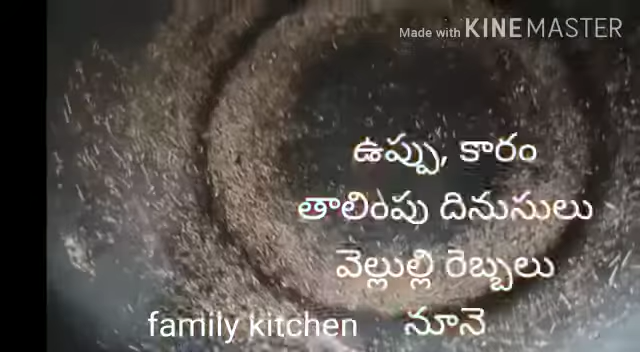 Made with KINEMASTER
ఉప్పు, కారం
తాలింపు దినుసులు
వెల్లుల్లి రెబ్బలు
family kitchen నూనె